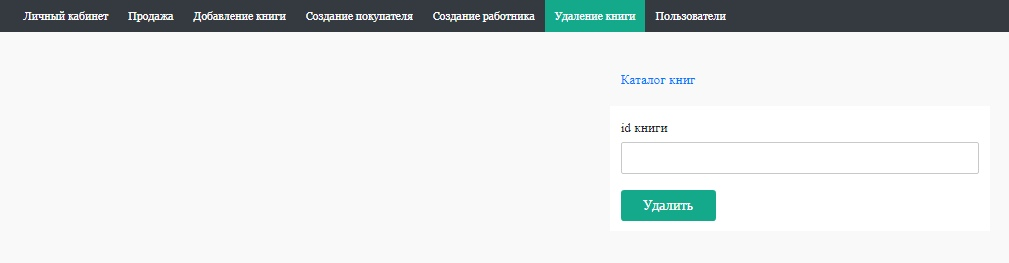 Личный кабинет Продажа Добавление книги Создание покупателя Создание работника Удаление книги Пользователи
Каталог книг
id книги
Удалить